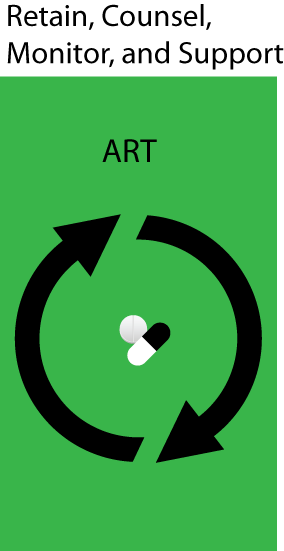 Retain, Counsel,
Monitor, and Support
ART